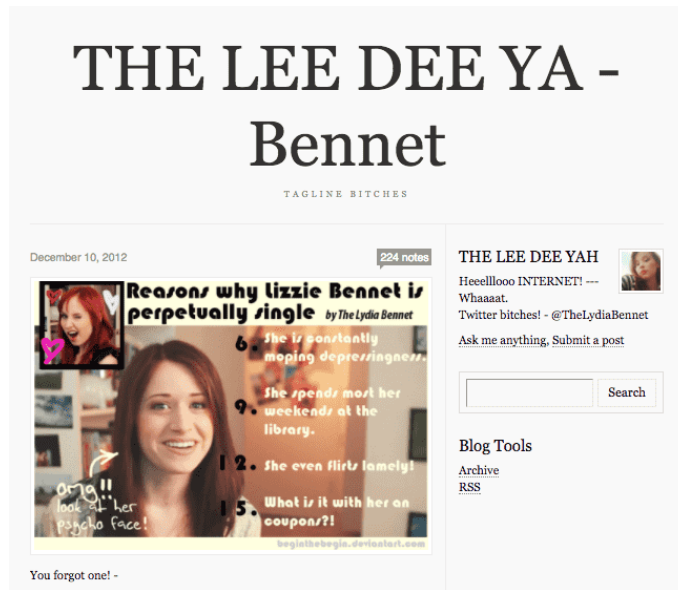 THE LEE DEE YA -
Bennet
TAGLINE BITCHES
December 10, 2012
224 notes
Reasons why Lizzie Bennet is
perpetually single by The Lydia Bennet
6. She is constantly
moping depressingness.
9. She spends most her
weekends at the
library.
12. She even flirts lamely!
15. What is it with her an
coupons?!
omg!!
look at her
psycho face!
beginthebegin.deviantart.com
You forgot one! -
THE LEE DEE YAH
Heeelllooo INTERNET! ---
Whaaaat.
Twitter bitches! - @TheLydiaBennet
Ask me anything, Submit a post
Search
Blog Tools
Archive
RSS